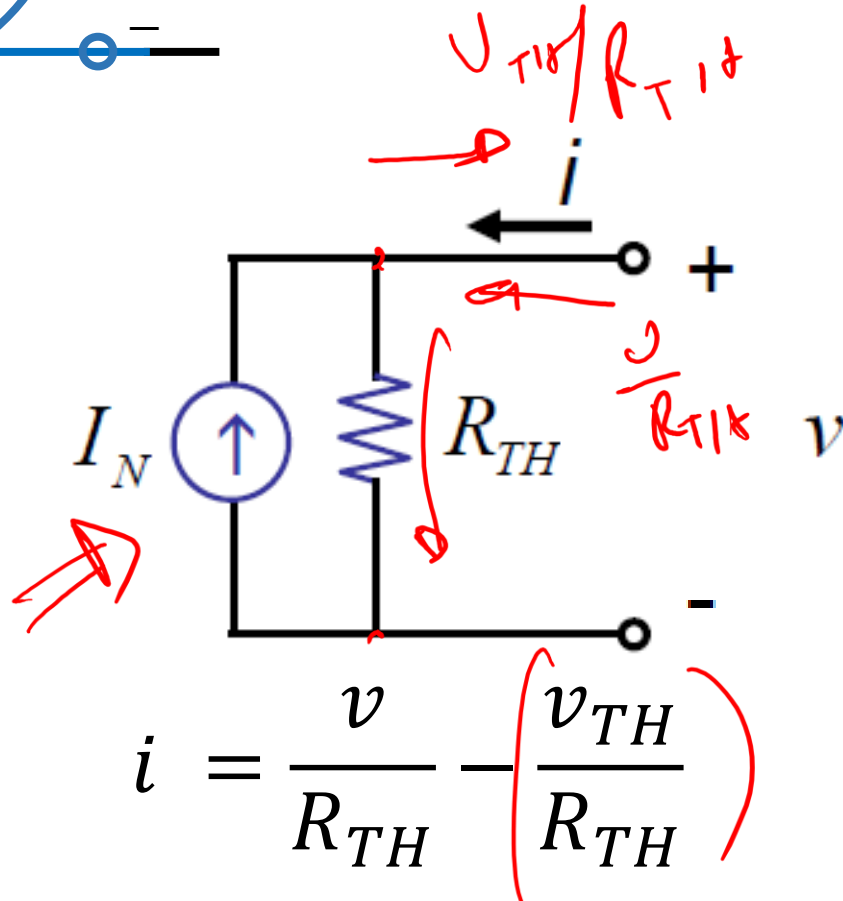 −
V_TH/R_TH
i
+
v/R_TH
I_N R_TH v
-
i = v/R_TH − (v_TH/R_TH)